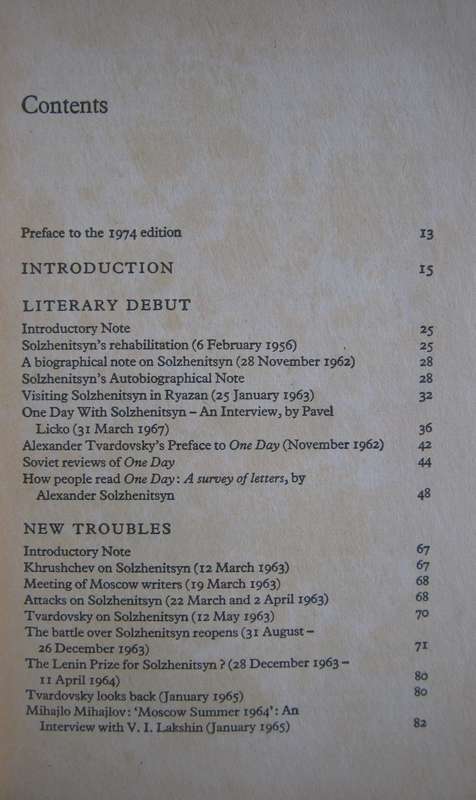 Contents
Preface to the 1974 edition 13
INTRODUCTION 15
LITERARY DEBUT
Introductory Note 25
Solzhenitsyn's rehabilitation (6 February 1956) 25
A biographical note on Solzhenitsyn (28 November 1962) 28
Solzhenitsyn's Autobiographical Note 28
Visiting Solzhenitsyn in Ryazan (25 January 1963) 32
One Day With Solzhenitsyn – An Interview, by Pavel
Licko (31 March 1967) 36
Alexander Tvardovsky's Preface to One Day (November 1962) 42
Soviet reviews of One Day 44
How people read One Day: A survey of letters, by
Alexander Solzhenitsyn 48
NEW TROUBLES
Introductory Note 67
Khrushchev on Solzhenitsyn (12 March 1963) 67
Meeting of Moscow writers (19 March 1963) 68
Attacks on Solzhenitsyn (22 March and 2 April 1963) 68
Tvardovsky on Solzhenitsyn (12 May 1963) 70
The battle over Solzhenitsyn reopens (31 August –
26 December 1963) 71
The Lenin Prize for Solzhenitsyn? (28 December 1963 –
11 April 1964) 80
Tvardovsky looks back (January 1965) 80
Mihajlo Mihajlov: 'Moscow Summer 1964': An
Interview with V. I. Lakshin (January 1965) 82